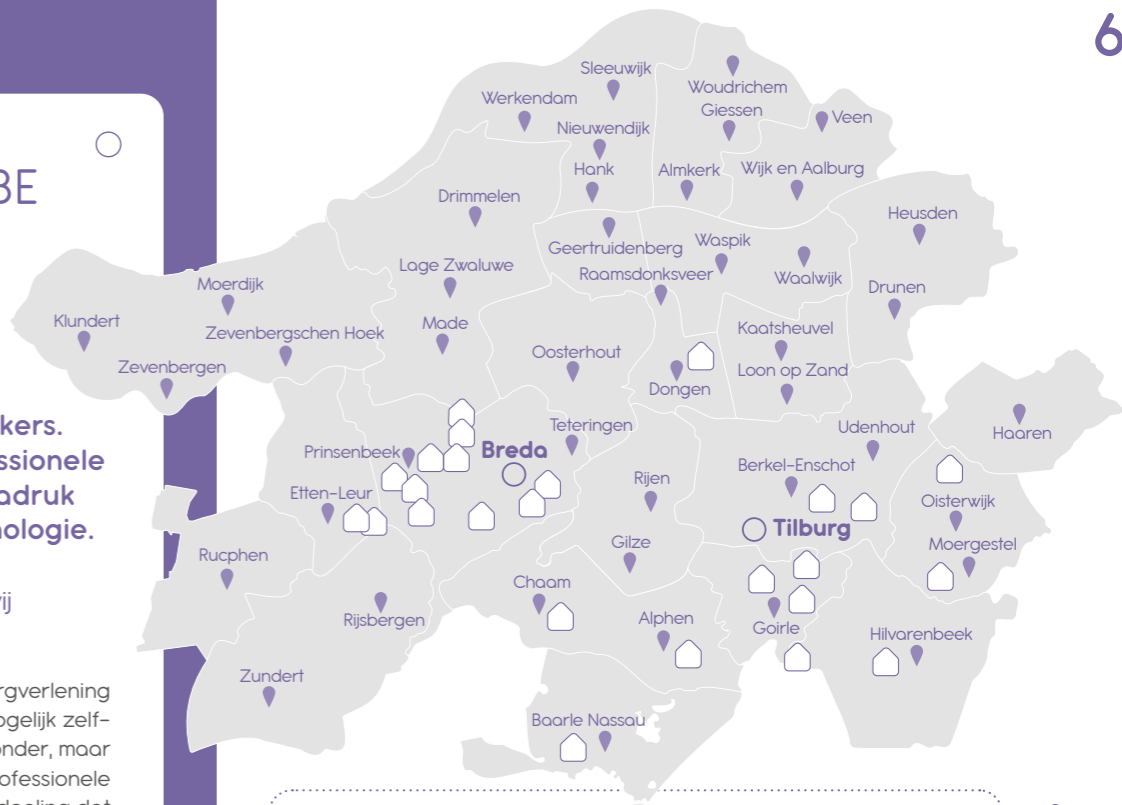 6
BE
kers.
ssionele
adruk
nologie.
ij
rgverlening
ogelijk zelf-
onder, maar
ofessionele
Sleeuwijk
Woudrichem
Werkendam
Giessen
Veen
Nieuwendijk
Hank
Almkerk
Wijk en Aalburg
Drimmelen
Heusden
Geertruidenberg
Waspik
Lage Zwaluwe
Raamsdonksveer
Waalwijk
Moerdijk
Drunen
Klundert
Zevenbergschen Hoek
Made
Kaatsheuvel
Oosterhout
Zevenbergen
Dongen
Loon op Zand
Teteringen
Udenhout
Haaren
Prinsenbeek
Breda
Berkel-Enschot
Etten-Leur
Rijen
Oisterwijk
Tilburg
Gilze
Moergestel
Rucphen
Chaam
Rijsbergen
Alphen
Goirle
Hilvarenbeek
Zundert
Baarle Nassau